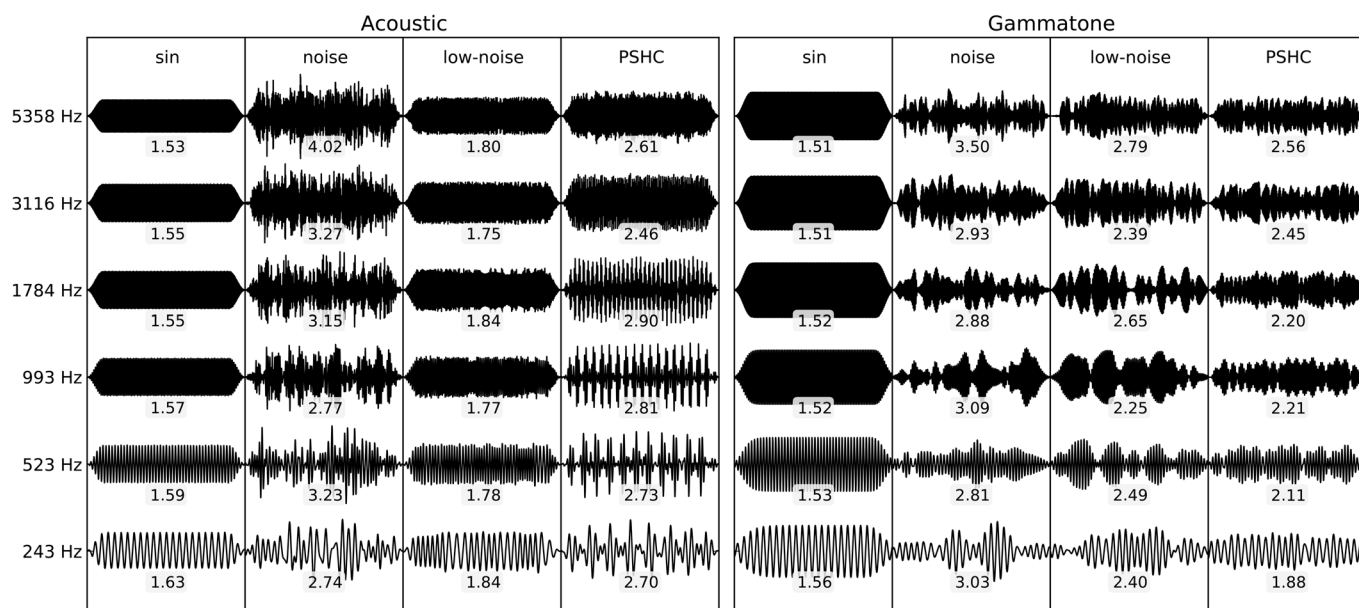 Acoustic Gammatone
sin noise low-noise PSHC sin noise low-noise PSHC
5358 Hz 1.53 4.02 1.80 2.61 1.51 3.50 2.79 2.56
3116 Hz 1.55 3.27 1.75 2.46 1.51 2.93 2.39 2.45
1784 Hz 1.55 3.15 1.84 2.90 1.52 2.88 2.65 2.20
993 Hz 1.57 2.77 1.77 2.81 1.52 3.09 2.25 2.21
523 Hz 1.59 3.23 1.78 2.73 1.53 2.81 2.49 2.11
243 Hz 1.63 2.74 1.84 2.70 1.56 3.03 2.40 1.88